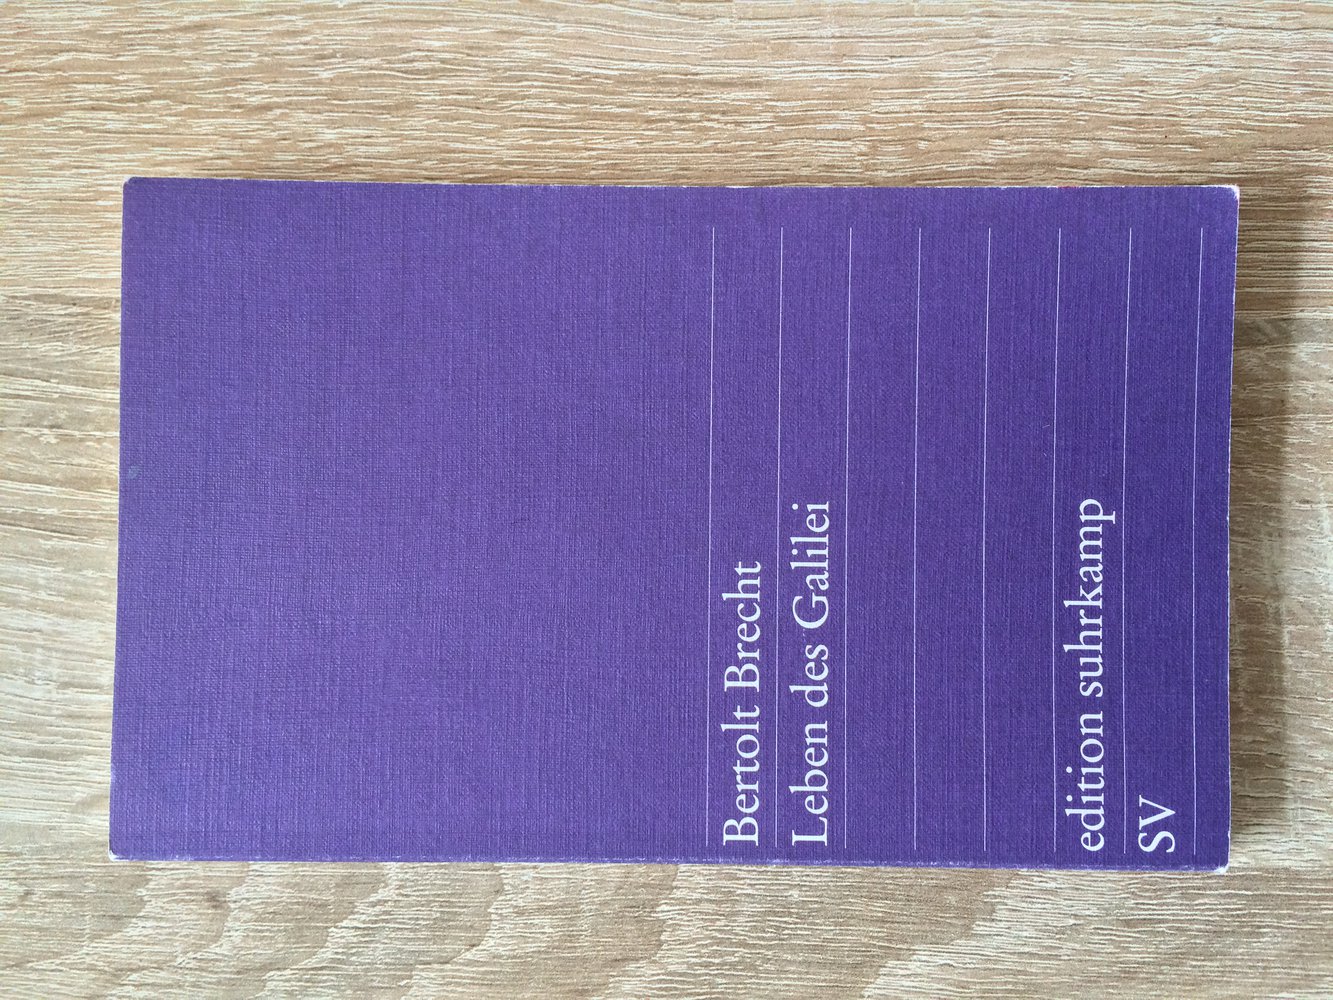 Bertolt Brecht
Leben des Galilei
edition suhrkamp
SV